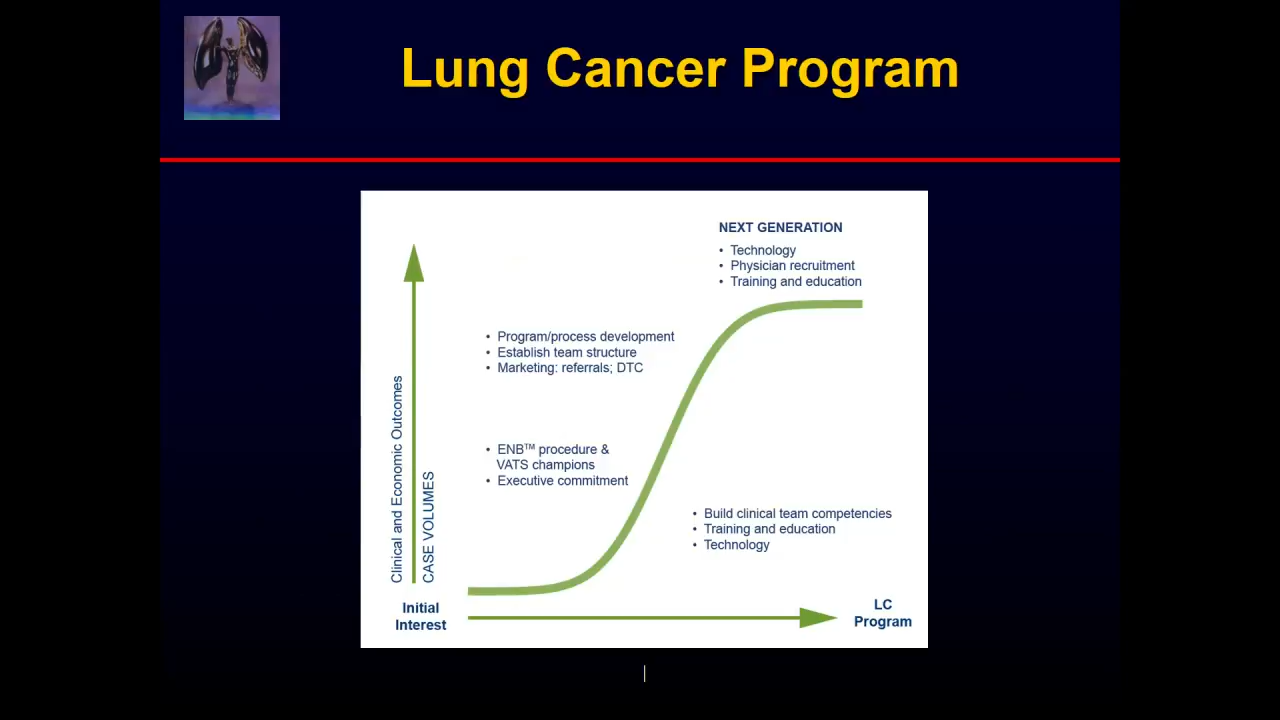 Lung Cancer Program
NEXT GENERATION
• Technology
• Physician recruitment
• Training and education
• Program/process development
• Establish team structure
• Marketing: referrals; DTC
• ENB™ procedure &
VATS champions
• Executive commitment
• Build clinical team competencies
• Training and education
• Technology
Clinical and Economic Outcomes
CASE VOLUMES
Initial
Interest
LC
Program